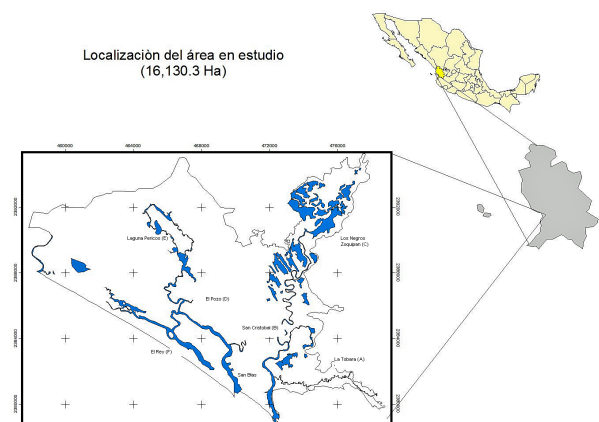 Localizaciòn del área en estudio
(16,130.3 Ha)
460000 464000 468000 472000 476000
Los Negros
Zoquipan (C)
Laguna Pericos (E)
El Pozo (D)
San Cristobal (B)
El Rey (F)
La Tobara (A)
San Blas